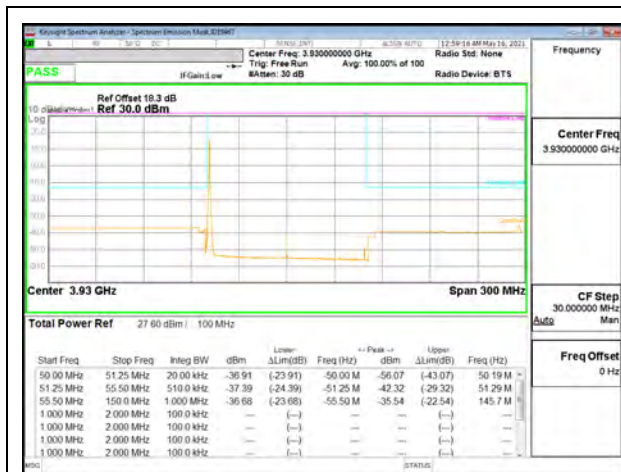 Keysight Spectrum Analyzer - Spectrum Emission Mask
L RF 50 Ω DC SENSE:INT ALIGN AUTO 12:59:16 AM May 16, 2021
Center Freq: 3.930000000 GHz Radio Std: None
Trig: Free Run Avg: 100.00% of 100
PASS IFGain:Low #Atten: 30 dB Radio Device: BTS
Frequency
Ref Offset 18.3 dB
Ref 30.0 dBm
Log
Center 3.93 GHz Span 300 MHz
Center Freq
3.930000000 GHz
CF Step
30.000000 MHz
Auto Man
Freq Offset
0 Hz
Total Power Ref 27.60 dBm / 100 MHz
Lower <-- Peak --> Upper
Start Freq Stop Freq Integ BW dBm ΔLim(dB) Freq (Hz) dBm ΔLim(dB) Freq (Hz)
50.00 MHz 51.25 MHz 20.00 kHz -36.91 (-23.91) -50.00 M -56.07 (-43.07) 50.19 M
51.25 MHz 55.50 MHz 510.0 kHz -37.39 (-24.39) -51.25 M -42.32 (-29.32) 51.29 M
55.50 MHz 150.0 MHz 1.000 MHz -36.68 (-23.68) -55.50 M -35.54 (-22.54) 145.7 M
1.000 MHz 2.000 MHz 100.0 kHz --- (---) --- --- (---) ---
1.000 MHz 2.000 MHz 100.0 kHz --- (---) --- --- (---) ---
1.000 MHz 2.000 MHz 100.0 kHz --- (---) --- --- (---) ---
1.000 MHz 2.000 MHz 100.0 kHz --- (---) --- --- (---) ---
MSG STATUS